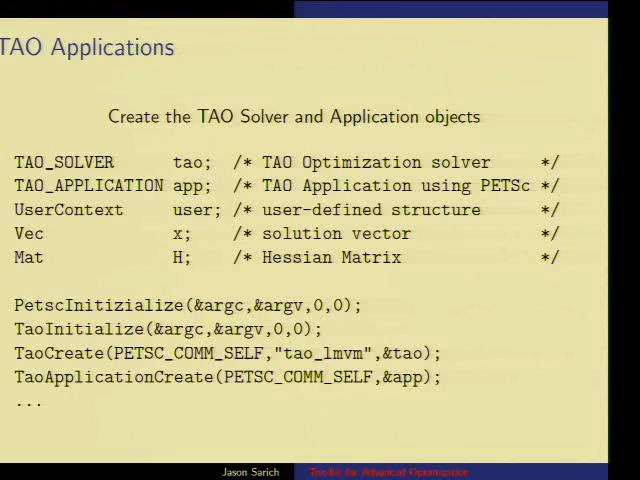 TAO Applications
Create the TAO Solver and Application objects
TAO_SOLVER      tao;  /* TAO Optimization solver     */
TAO_APPLICATION app;  /* TAO Application using PETSc */
UserContext     user; /* user-defined structure      */
Vec             x;    /* solution vector             */
Mat             H;    /* Hessian Matrix              */
PetscInitizialize(&argc,&argv,0,0);
TaoInitialize(&argc,&argv,0,0);
TaoCreate(PETSC_COMM_SELF,"tao_lmvm",&tao);
TaoApplicationCreate(PETSC_COMM_SELF,&app);
...
Jason Sarich Toolkit for Advanced Optimization